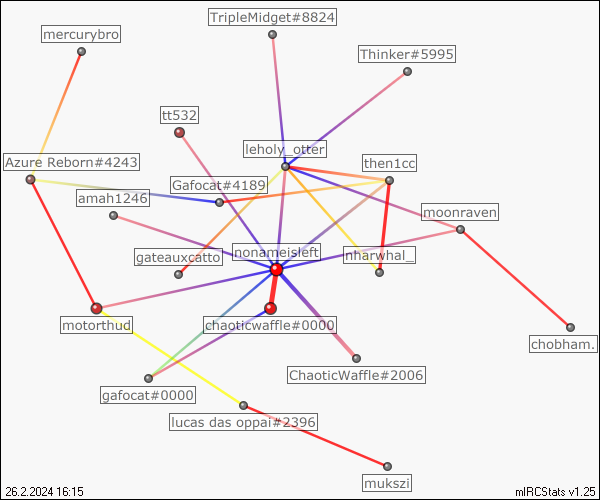 TripleMidget#8824
mercurybro
Thinker#5995
tt532
leholy_otter
Azure Reborn#4243
then1cc
Gafocat#4189
amah1246
moonraven
nonameisleft
gateauxcatto
nharwhal_
motorthud
chaoticwaffle#0000
chobham.
ChaoticWaffle#2006
gafocat#0000
lucas das oppai#2396
mukszi
26.2.2024 16:15
mIRCStats v1.25